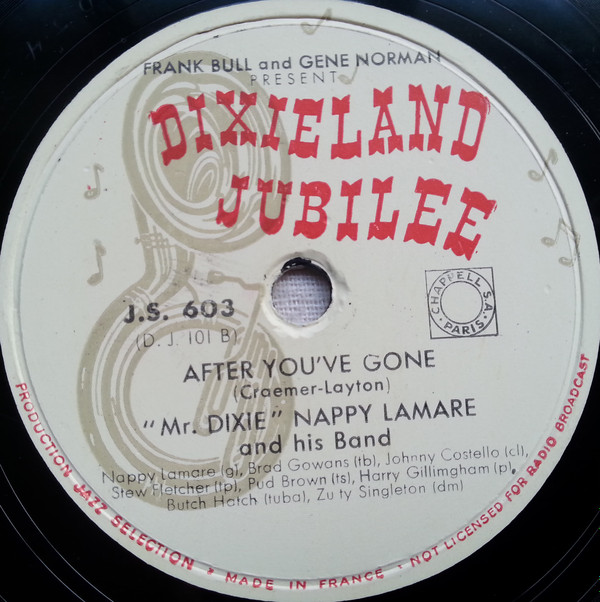 FRANK BULL and GENE NORMAN
PRESENT
DIXIELAND
JUBILEE
J.S. 603
(D. J. 101 B)
CHAPPELL S.A.
PARIS
AFTER YOU'VE GONE
(Craemer-Layton)
"Mr. DIXIE" NAPPY LAMARE
and his Band
Nappy Lamare (g), Brad Gowans (tb), Johnny Costello (cl),
Stew Fletcher (tp), Pud Brown (ts), Harry Gillingham (p),
Butch Hatch (tuba), Zu ty Singleton (dm)
PRODUCTION JAZZ SELECTION • MADE IN FRANCE • NOT LICENSED FOR RADIO BROADCAST